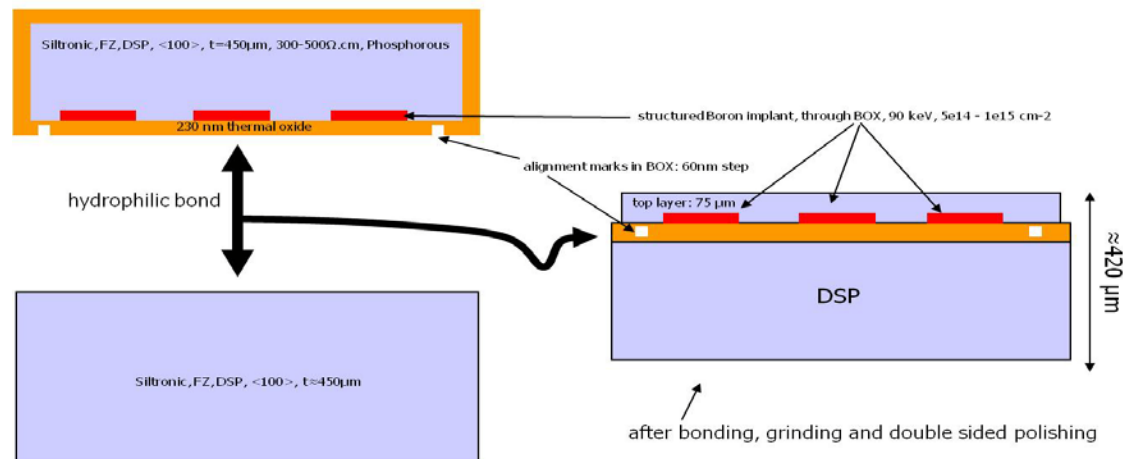 Siltronic,FZ,DSP, <100>, t=450µm, 300-500Ω.cm, Phosphorous
230 nm thermal oxide
structured Boron implant, through BOX, 90 keV, 5e14 - 1e15 cm-2
alignment marks in BOX: 60nm step
hydrophilic bond
top layer: 75 µm
≈420 µm
DSP
Siltronic,FZ,DSP, <100>, t≈450µm
after bonding, grinding and double sided polishing